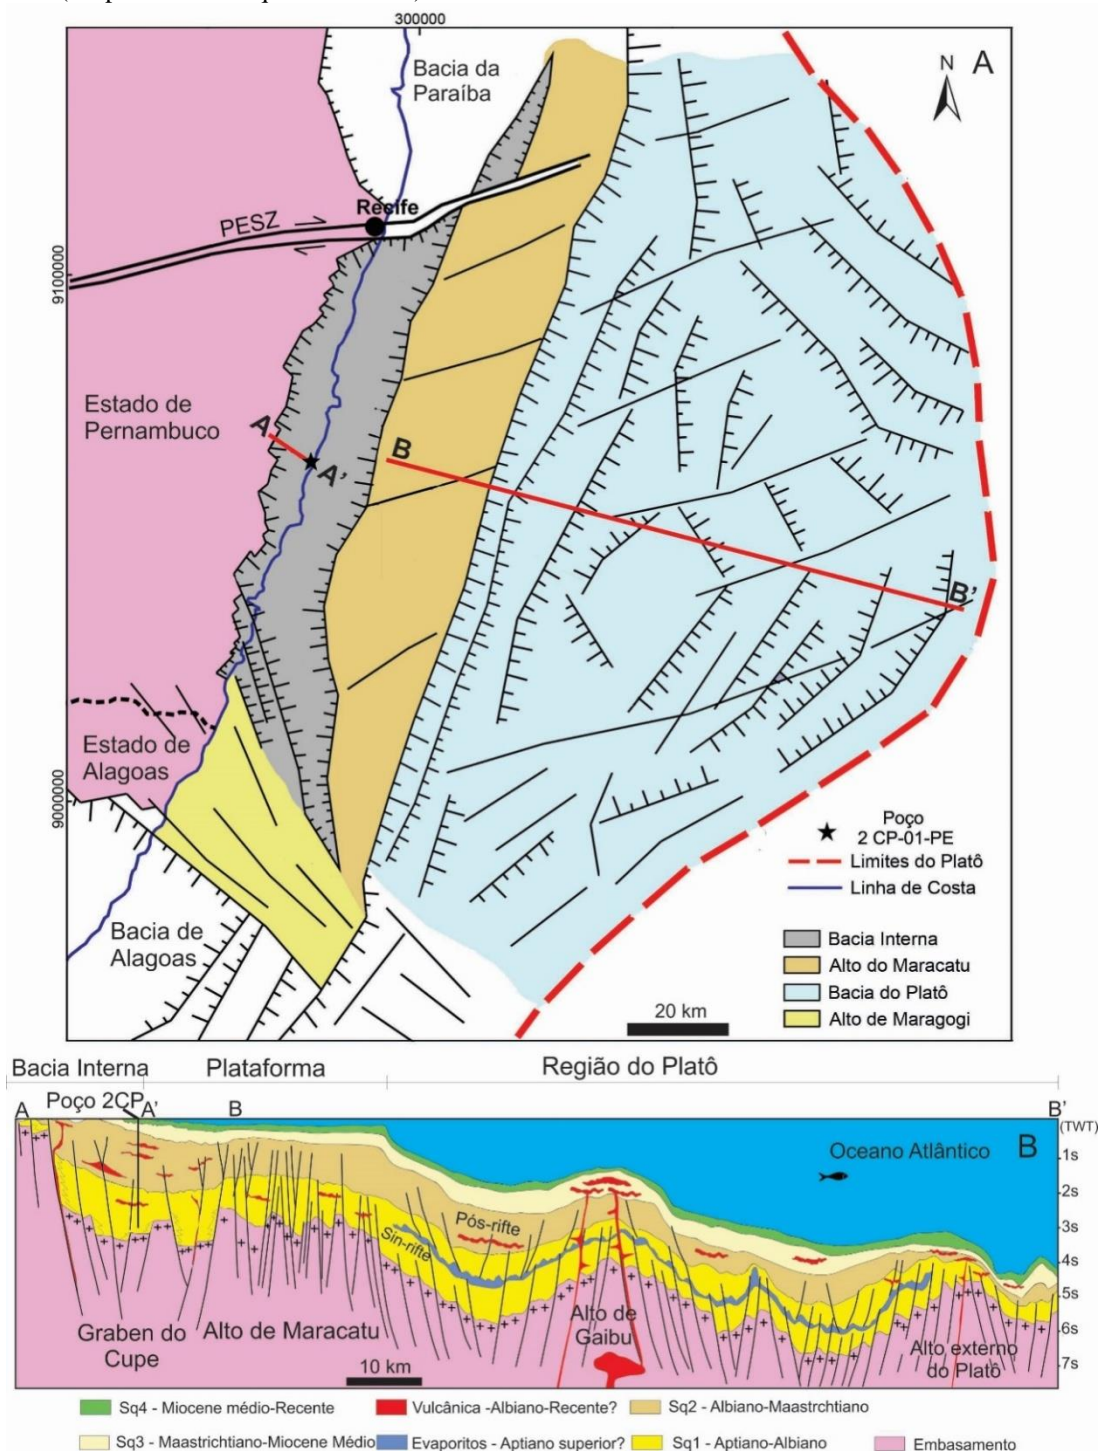 300000
A
N
Bacia da
Paraíba
PESZ
Recife
9100000
Estado de
Pernambuco
A
A'
B
B'
Estado de
Alagoas
9000000
Bacia de
Alagoas
Poço
2 CP-01-PE
Limites do Platô
Linha de Costa
Bacia Interna
Alto do Maracatu
Bacia do Platô
Alto de Maragogi
20 km
Bacia Interna
Plataforma
Região do Platô
Poço 2CP
A
A'
B
B'
(TWT)
B
Oceano Atlântico
1s
2s
3s
4s
5s
6s
7s
Pós-rifte
Sin-rifte
Graben do
Cupe
Alto de Maracatu
Alto de
Gaibu
Alto externo
do Platô
10 km
Sq4 - Miocene médio-Recente
Vulcânica -Albiano-Recente?
Sq2 - Albiano-Maastrchtiano
Sq3 - Maastrichtiano-Miocene Médio
Evaporitos - Aptiano superior?
Sq1 - Aptiano-Albiano
Embasamento